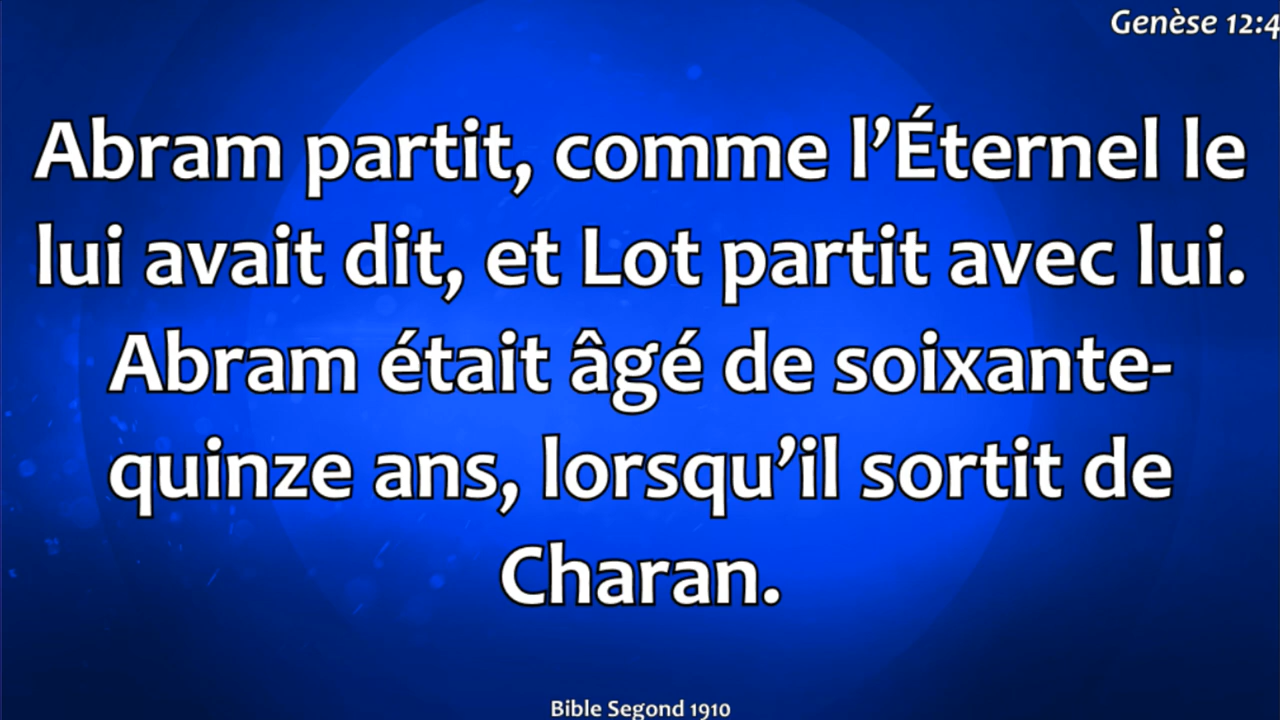 Genèse 12:4
Abram partit, comme l’Éternel le
lui avait dit, et Lot partit avec lui.
Abram était âgé de soixante-
quinze ans, lorsqu’il sortit de
Charan.
Bible Segond 1910